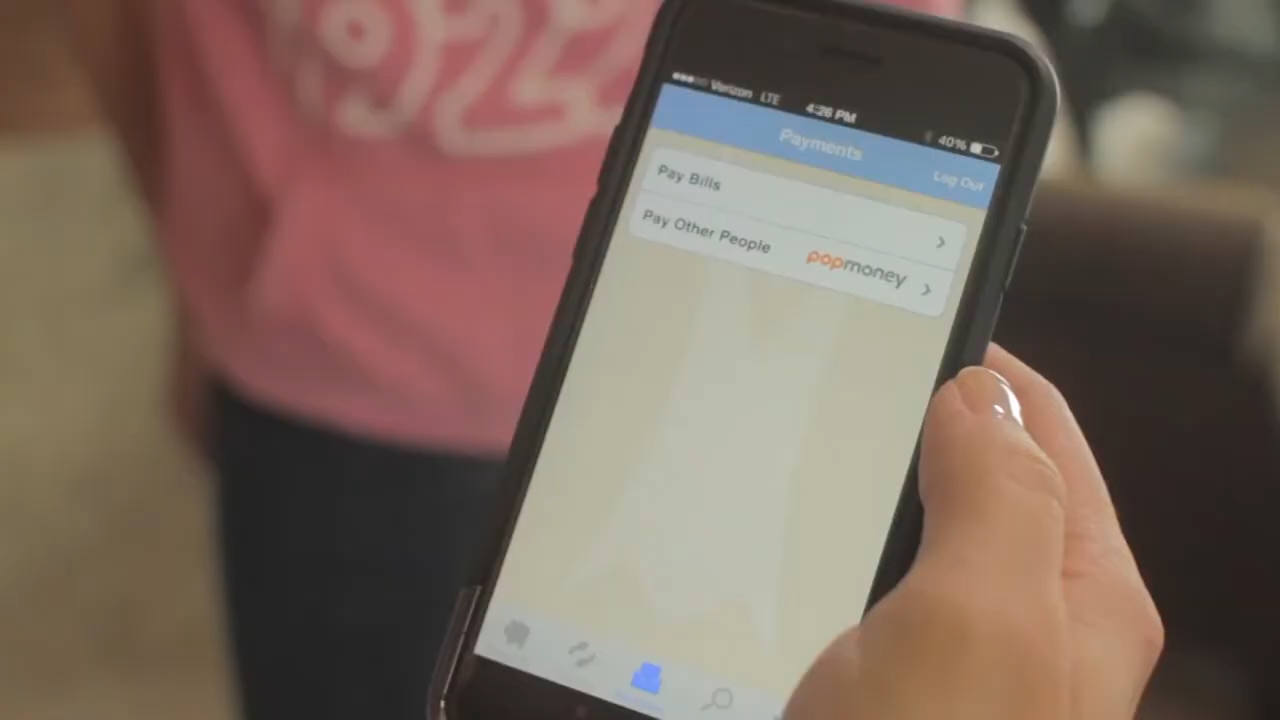 Verizon LTE 4:26 PM 40%
Payments
Log Out
Pay Bills
Pay Other People popmoney